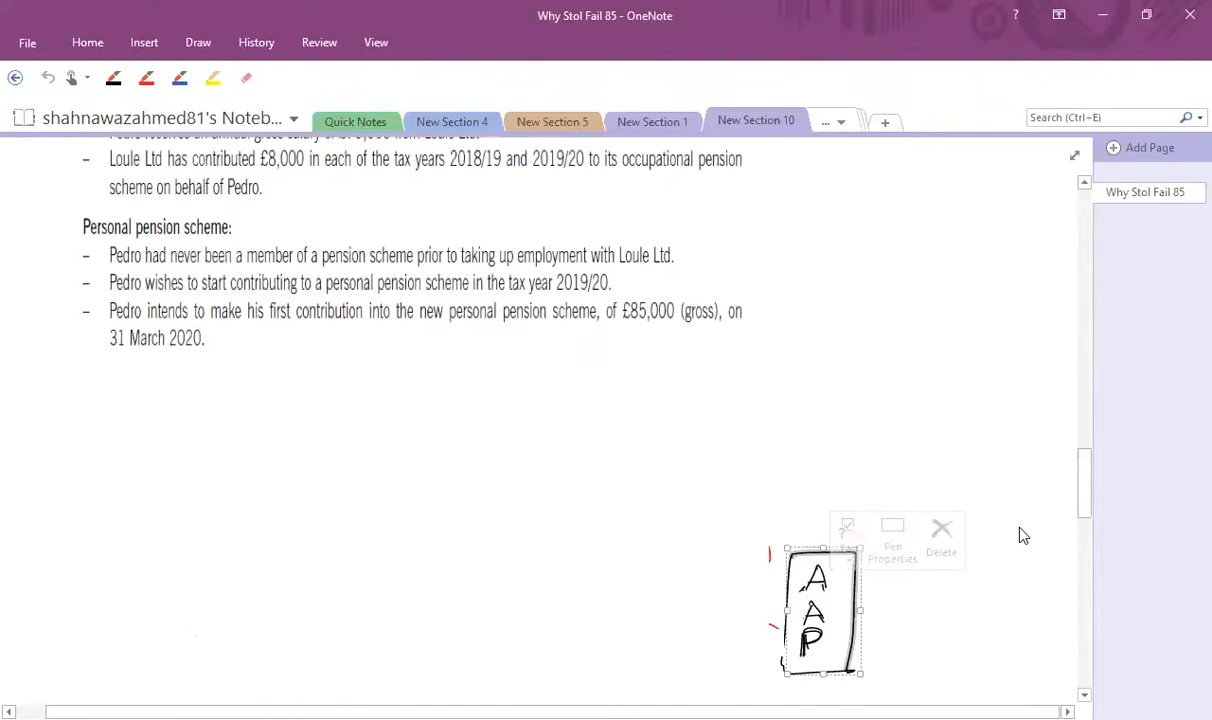 Why Stol Fail 85 - OneNote
?
File Home Insert Draw History Review View
shahnawazahmed81's Noteb... Quick Notes New Section 4 New Section 5 New Section 1 New Section 10 ... Search (Ctrl+E)
Add Page
Why Stol Fail 85
– Loule Ltd has contributed £8,000 in each of the tax years 2018/19 and 2019/20 to its occupational pension
scheme on behalf of Pedro.
Personal pension scheme:
– Pedro had never been a member of a pension scheme prior to taking up employment with Loule Ltd.
– Pedro wishes to start contributing to a personal pension scheme in the tax year 2019/20.
– Pedro intends to make his first contribution into the new personal pension scheme, of £85,000 (gross), on
31 March 2020.
Pen
Properties
Delete
A
A
P